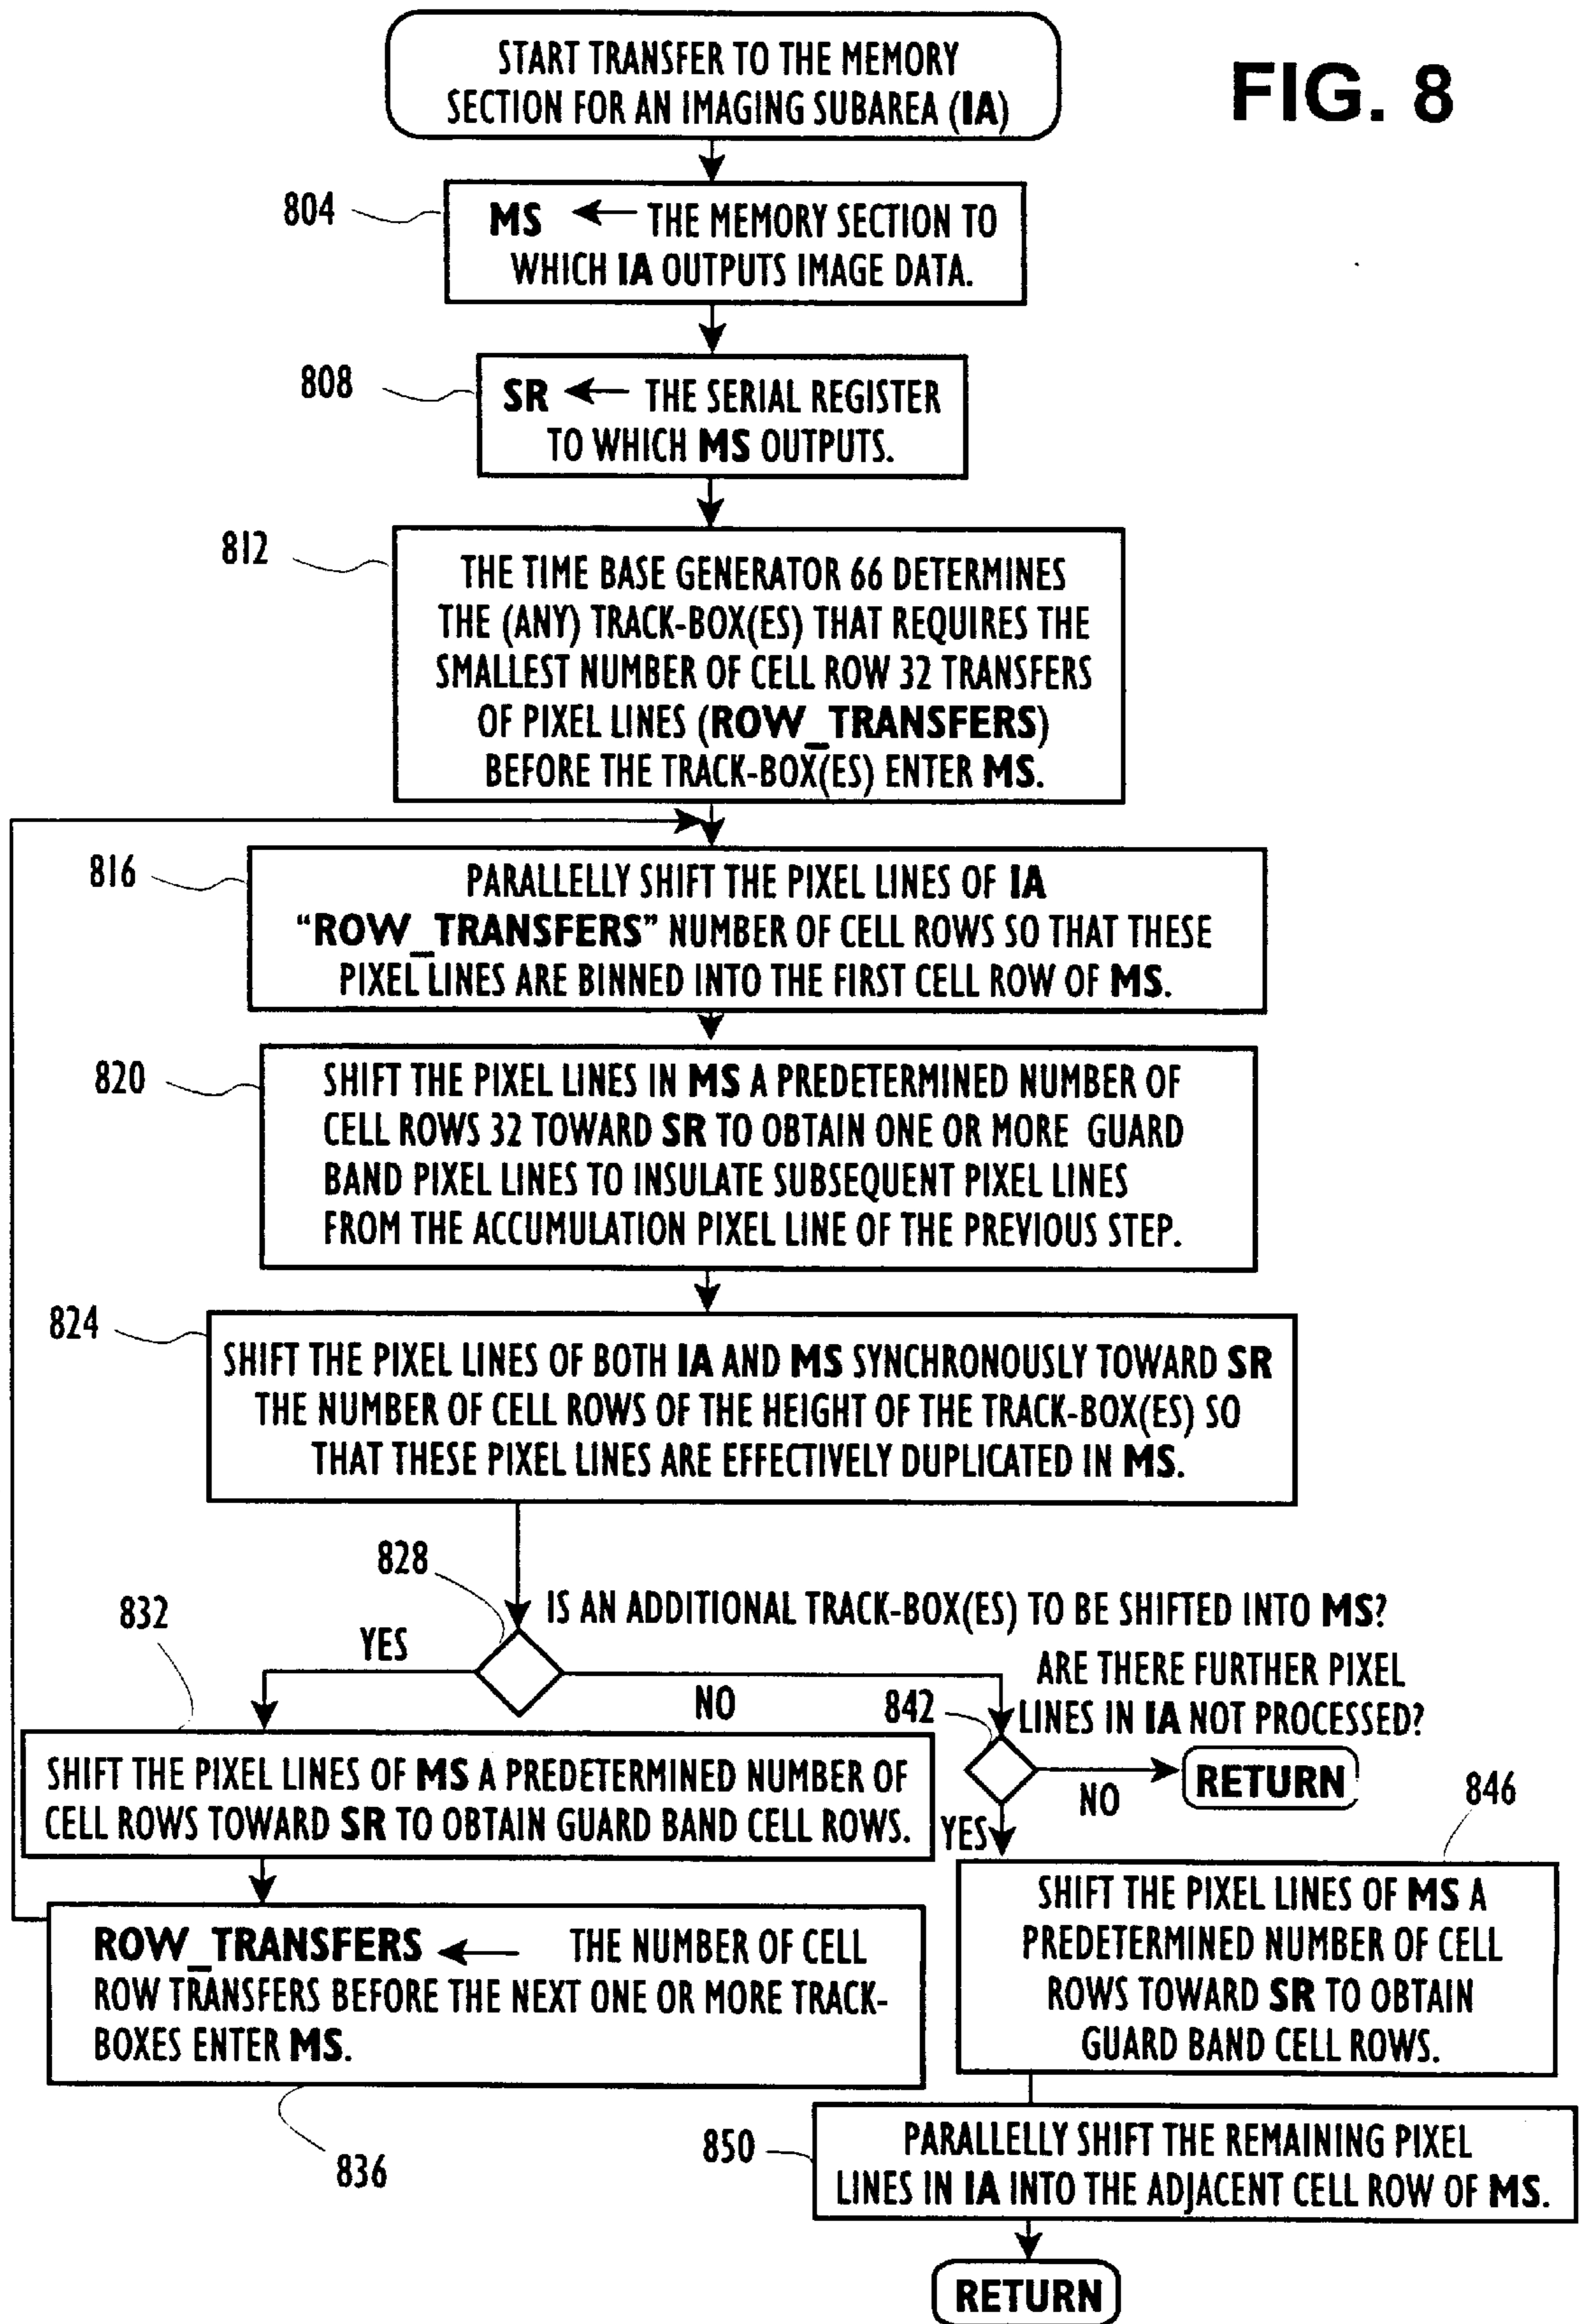 START TRANSFER TO THE MEMORY
SECTION FOR AN IMAGING SUBAREA (IA)
FIG. 8
804
MS ← THE MEMORY SECTION TO
WHICH IA OUTPUTS IMAGE DATA.
808
SR ← THE SERIAL REGISTER
TO WHICH MS OUTPUTS.
812
THE TIME BASE GENERATOR 66 DETERMINES
THE (ANY) TRACK-BOX(ES) THAT REQUIRES THE
SMALLEST NUMBER OF CELL ROW 32 TRANSFERS
OF PIXEL LINES (ROW_TRANSFERS)
BEFORE THE TRACK-BOX(ES) ENTER MS.
816
PARALLELLY SHIFT THE PIXEL LINES OF IA
“ROW_TRANSFERS” NUMBER OF CELL ROWS SO THAT THESE
PIXEL LINES ARE BINNED INTO THE FIRST CELL ROW OF MS.
820
SHIFT THE PIXEL LINES IN MS A PREDETERMINED NUMBER OF
CELL ROWS 32 TOWARD SR TO OBTAIN ONE OR MORE GUARD
BAND PIXEL LINES TO INSULATE SUBSEQUENT PIXEL LINES
FROM THE ACCUMULATION PIXEL LINE OF THE PREVIOUS STEP.
824
SHIFT THE PIXEL LINES OF BOTH IA AND MS SYNCHRONOUSLY TOWARD SR
THE NUMBER OF CELL ROWS OF THE HEIGHT OF THE TRACK-BOX(ES) SO
THAT THESE PIXEL LINES ARE EFFECTIVELY DUPLICATED IN MS.
828
IS AN ADDITIONAL TRACK-BOX(ES) TO BE SHIFTED INTO MS?
YES
NO
832
SHIFT THE PIXEL LINES OF MS A PREDETERMINED NUMBER OF
CELL ROWS TOWARD SR TO OBTAIN GUARD BAND CELL ROWS.
ROW_TRANSFERS ← THE NUMBER OF CELL
ROW TRANSFERS BEFORE THE NEXT ONE OR MORE TRACK-
BOXES ENTER MS.
836
ARE THERE FURTHER PIXEL
LINES IN IA NOT PROCESSED?
842
NO
RETURN
YES
846
SHIFT THE PIXEL LINES OF MS A
PREDETERMINED NUMBER OF CELL
ROWS TOWARD SR TO OBTAIN
GUARD BAND CELL ROWS.
850
PARALLELLY SHIFT THE REMAINING PIXEL
LINES IN IA INTO THE ADJACENT CELL ROW OF MS.
RETURN